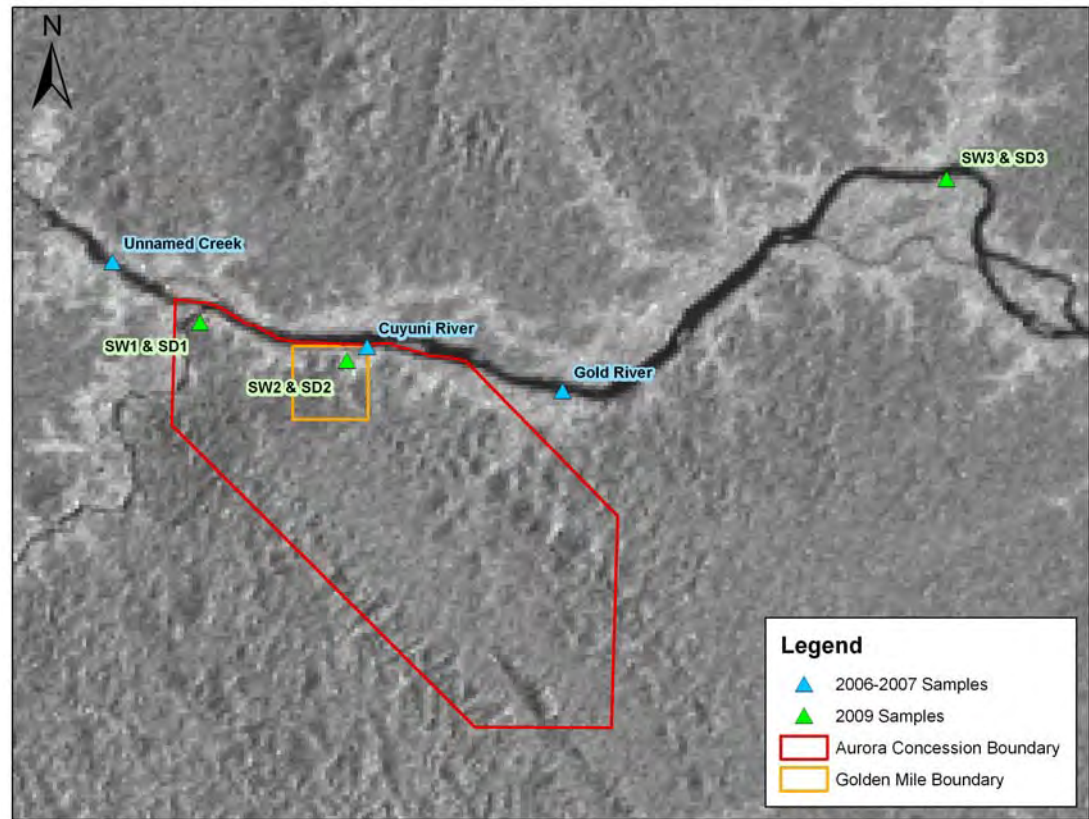 N
SW3 & SD3
Unnamed Creek
Cuyuni River
SW1 & SD1
Gold River
SW2 & SD2
Legend
2006-2007 Samples
2009 Samples
Aurora Concession Boundary
Golden Mile Boundary